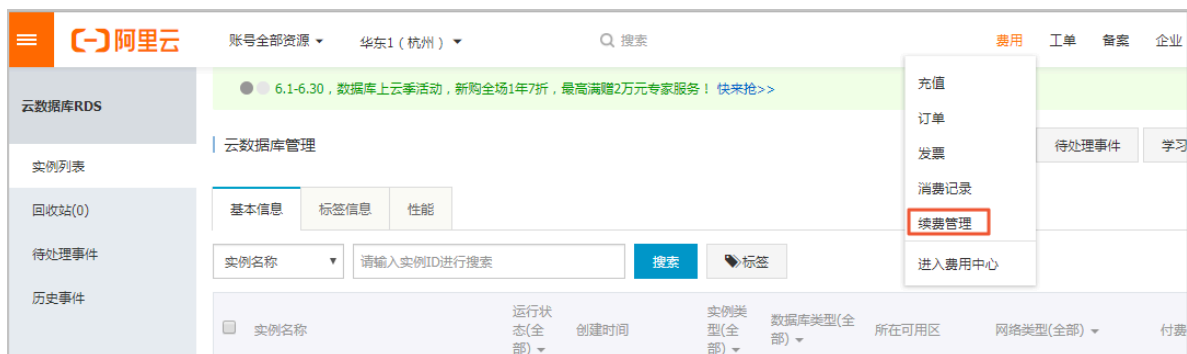 阿里云 账号全部资源 华东1(杭州) 搜索 费用 工单 备案 企业
6.1-6.30,数据库上云季活动,新购全场1年7折,最高满赠2万元专家服务! 快来抢>>
充值
云数据库RDS
订单
云数据库管理
发票
待处理事件 学习
实例列表
消费记录
回收站(0)
基本信息 标签信息 性能
续费管理
待处理事件
实例名称 请输入实例ID进行搜索 搜索 标签
进入费用中心
历史事件
实例名称
运行状
态(全
部)
创建时间
实例类
型(全
部)
数据库类型(全
部)
所在可用区
网络类型(全部)
付费